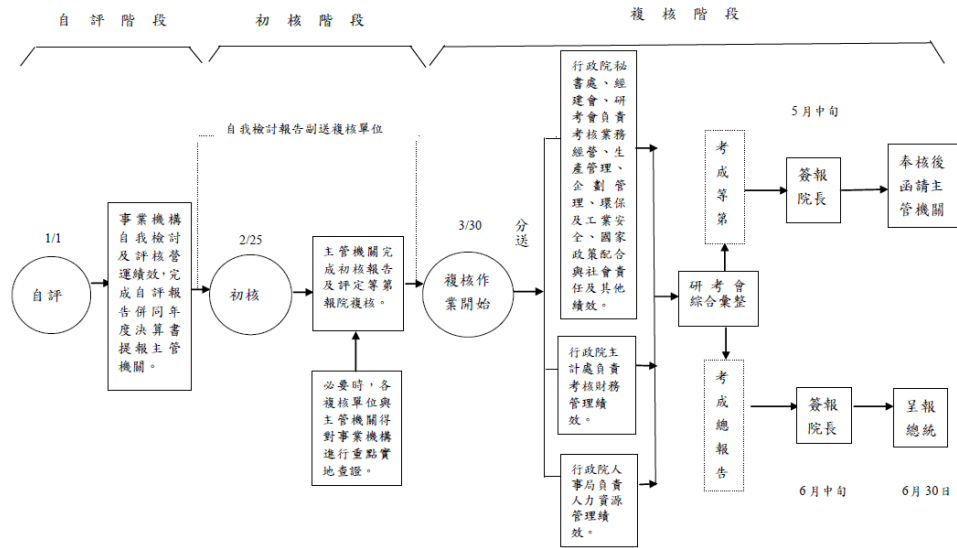 自評階段
初核階段
複核階段
自我檢討報告副送複核單位
1/1
自評
事業機構
自我檢討
及評核營
運績效，完
成自評報
告併同年
度決算書
提報主管
機關。
2/25
初核
主管機關完
成初核報告
及評定等第
報院複核。
必要時，各
複核單位與
主管機關得
對事業機構
進行重點實
地查證。
3/30
複核作
業開始
分送
行政院秘
書處、經
建會、研
考會負責
考核業務
經營、生
產管理、
企劃管
理、環保
及工業安
全、國家
政策配合
與社會責
任及其他
績效。
行政院主
計處負責
考核財務
管理績
效。
行政院人
事局負責
人力資源
管理績
效。
研考會
綜合彙整
考成等第
5月中旬
簽報
院長
奉核後
函請主
管機關
考成總報告
簽報
院長
呈報
總統
6月中旬
6月30日